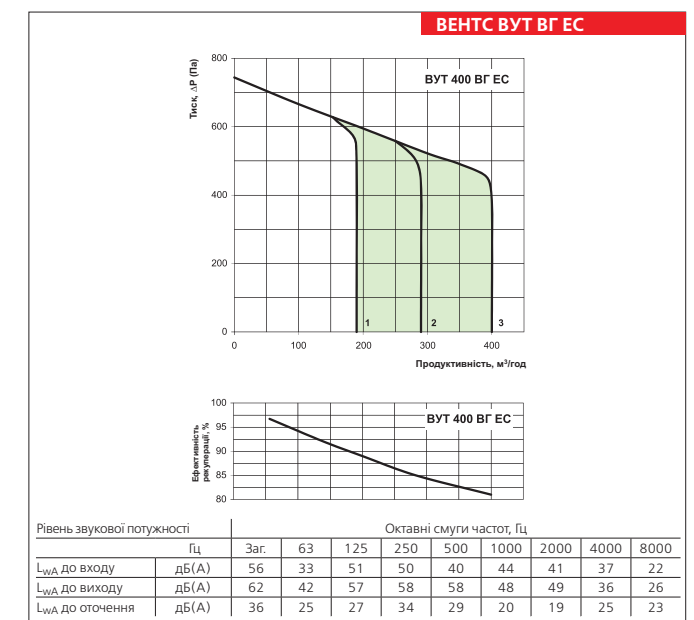 ВЕНТС ВУТ ВГ ЕС
Тиск, △P (Па)
800
600
400
200
0
ВУТ 400 ВГ ЕС
1
2
3
0 100 200 300 400
Продуктивність, м³/год
Ефективність
рекуперації, %
100
95
90
85
80
ВУТ 400 ВГ ЕС
Рівень звукової потужності Октавні смуги частот, Гц
Гц Заг. 63 125 250 500 1000 2000 4000 8000
LwA до входу дБ(А) 56 33 51 50 40 44 41 37 22
LwA до виходу дБ(А) 62 42 57 58 58 48 49 36 26
LwA до оточення дБ(А) 36 25 27 34 29 20 19 25 23